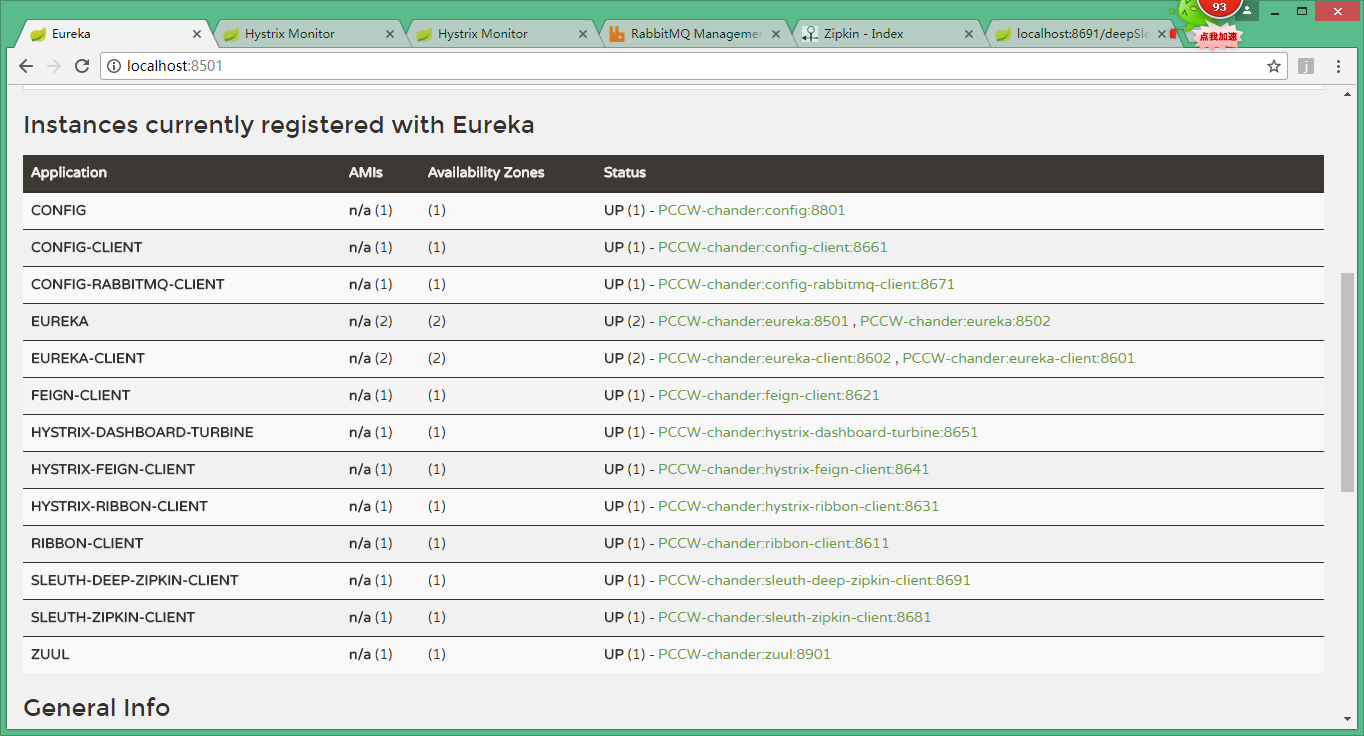 93
点我加速
Eureka
Hystrix Monitor
Hystrix Monitor
RabbitMQ Managemen
Zipkin - Index
localhost:8691/deepSle
localhost:8501
Instances currently registered with Eureka
Application AMIs Availability Zones Status
CONFIG n/a (1) (1) UP (1) - PCCW-chander:config:8801
CONFIG-CLIENT n/a (1) (1) UP (1) - PCCW-chander:config-client:8661
CONFIG-RABBITMQ-CLIENT n/a (1) (1) UP (1) - PCCW-chander:config-rabbitmq-client:8671
EUREKA n/a (2) (2) UP (2) - PCCW-chander:eureka:8501 , PCCW-chander:eureka:8502
EUREKA-CLIENT n/a (2) (2) UP (2) - PCCW-chander:eureka-client:8602 , PCCW-chander:eureka-client:8601
FEIGN-CLIENT n/a (1) (1) UP (1) - PCCW-chander:feign-client:8621
HYSTRIX-DASHBOARD-TURBINE n/a (1) (1) UP (1) - PCCW-chander:hystrix-dashboard-turbine:8651
HYSTRIX-FEIGN-CLIENT n/a (1) (1) UP (1) - PCCW-chander:hystrix-feign-client:8641
HYSTRIX-RIBBON-CLIENT n/a (1) (1) UP (1) - PCCW-chander:hystrix-ribbon-client:8631
RIBBON-CLIENT n/a (1) (1) UP (1) - PCCW-chander:ribbon-client:8611
SLEUTH-DEEP-ZIPKIN-CLIENT n/a (1) (1) UP (1) - PCCW-chander:sleuth-deep-zipkin-client:8691
SLEUTH-ZIPKIN-CLIENT n/a (1) (1) UP (1) - PCCW-chander:sleuth-zipkin-client:8681
ZUUL n/a (1) (1) UP (1) - PCCW-chander:zuul:8901
General Info